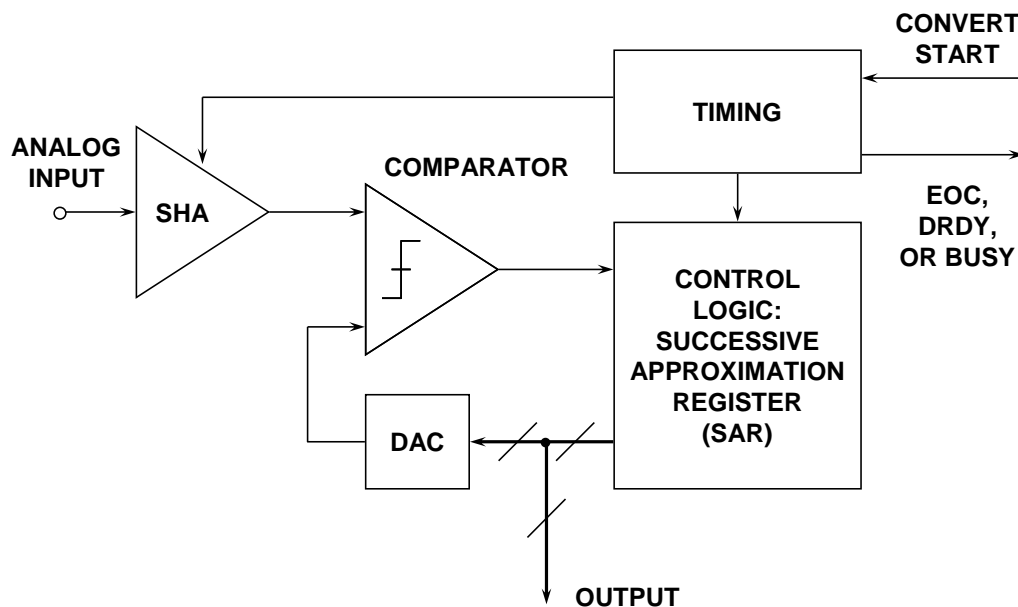 CONVERT
START
TIMING
ANALOG
INPUT
COMPARATOR
SHA
EOC,
DRDY,
OR BUSY
CONTROL
LOGIC:
SUCCESSIVE
APPROXIMATION
REGISTER
(SAR)
DAC
OUTPUT